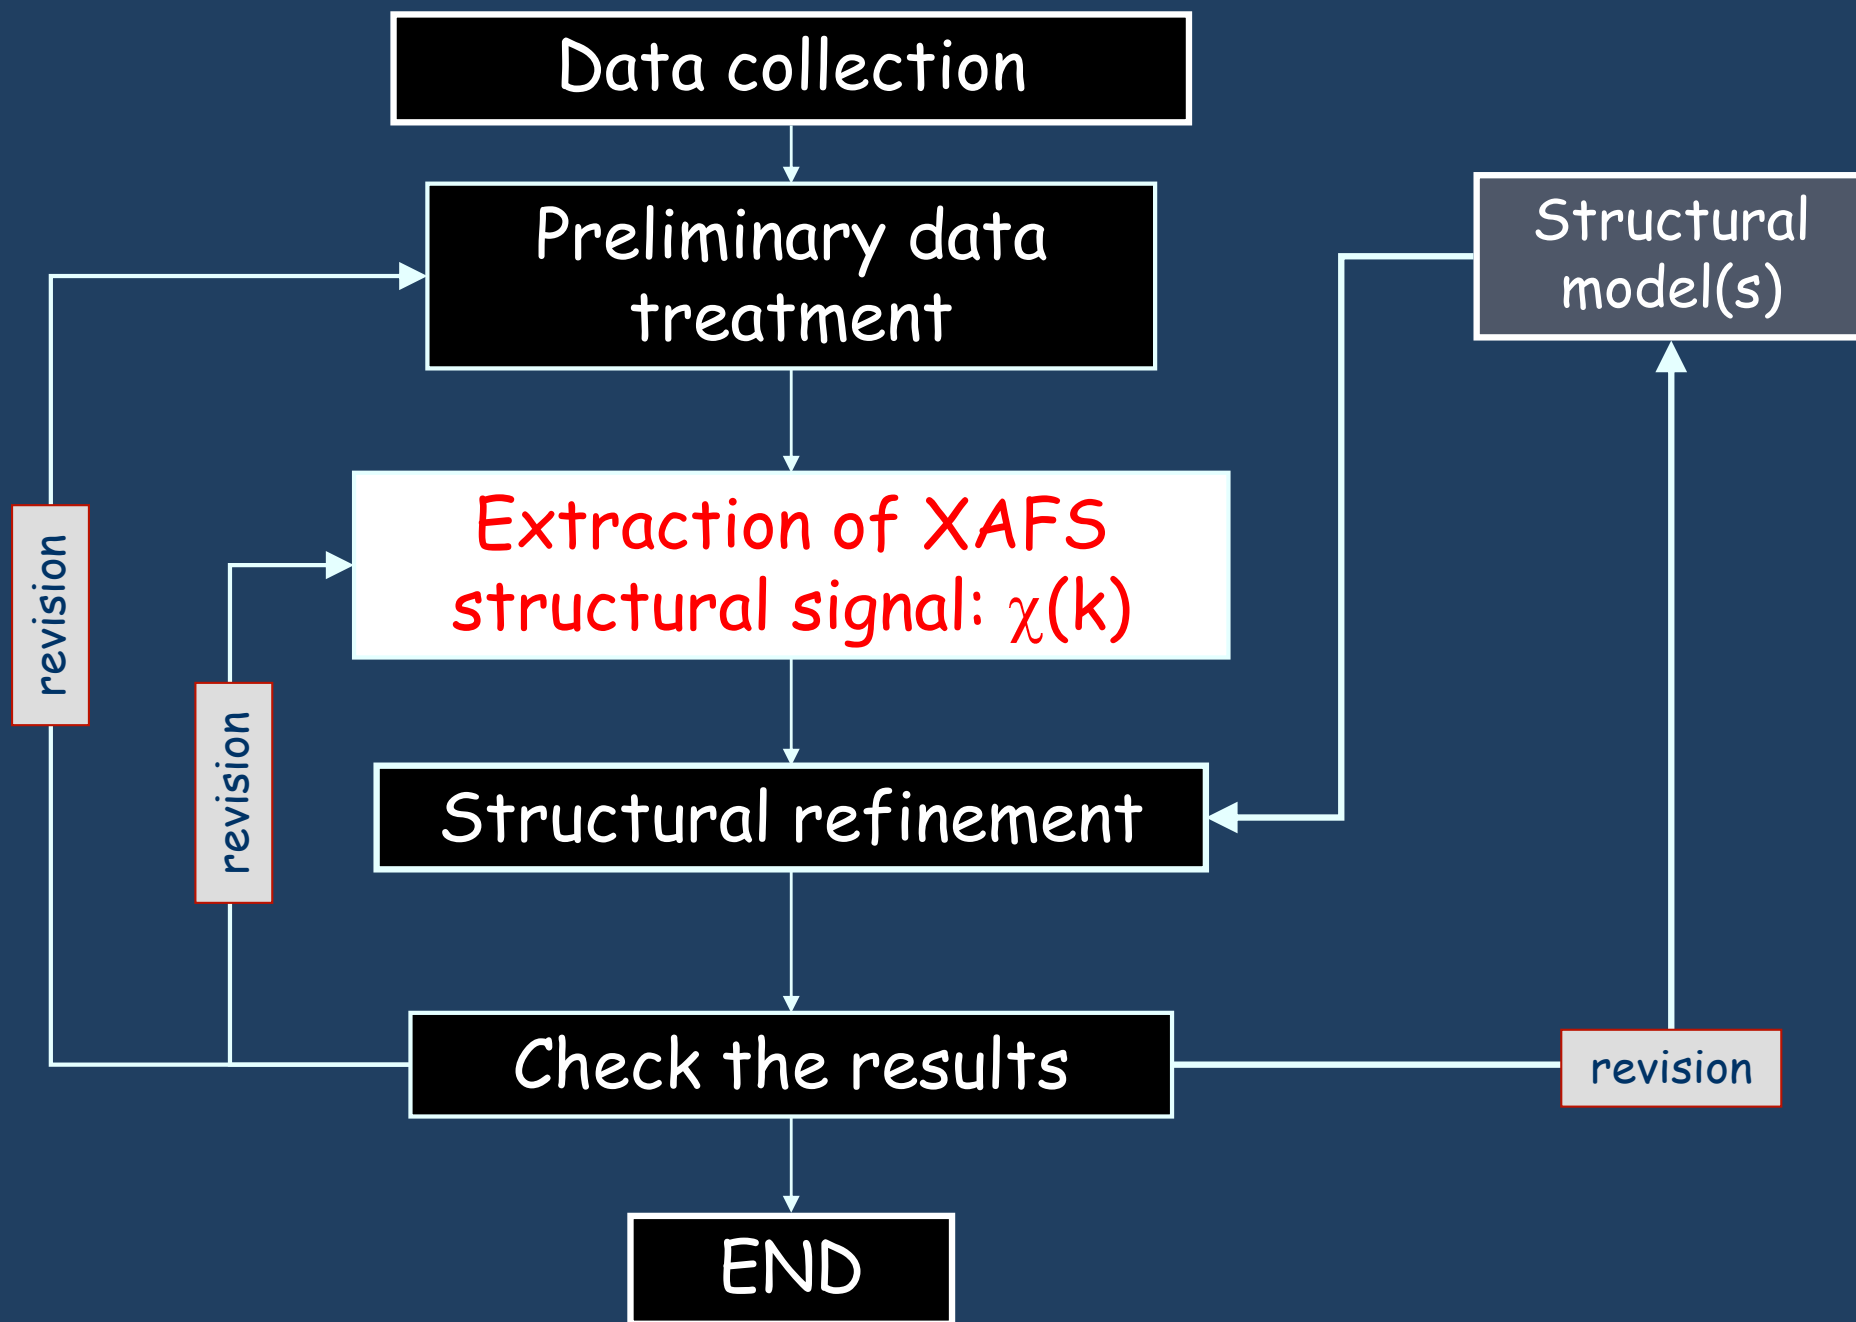 Data collection
Preliminary data
treatment
Structural
model(s)
Extraction of XAFS
structural signal: χ(k)
revision
revision
Structural refinement
Check the results
revision
END